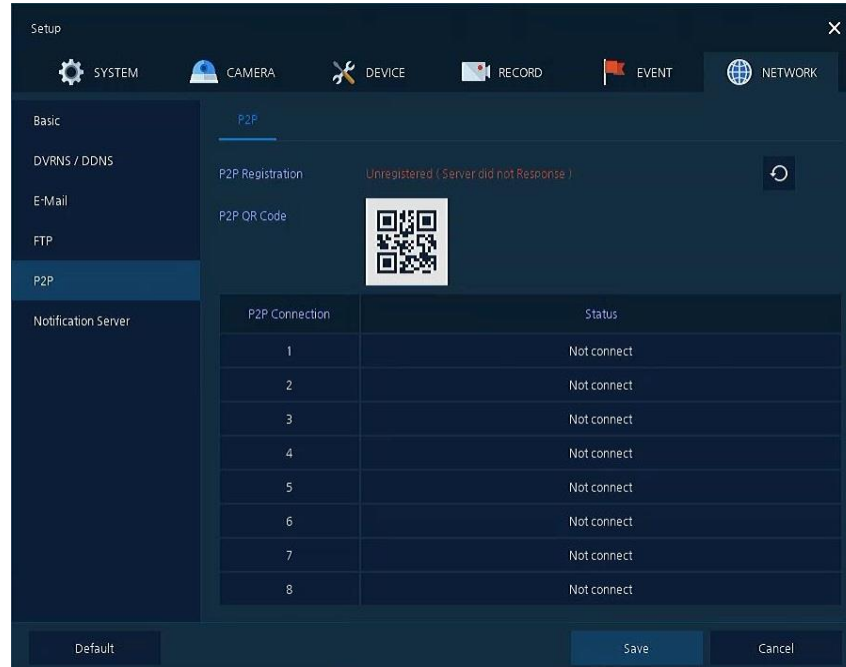 Setup
SYSTEM CAMERA DEVICE RECORD EVENT NETWORK
Basic
DVRNS / DDNS
E-Mail
FTP
P2P
Notification Server
P2P
P2P Registration Unregistered ( Server did not Response )
P2P QR Code
P2P Connection Status
1 Not connect
2 Not connect
3 Not connect
4 Not connect
5 Not connect
6 Not connect
7 Not connect
8 Not connect
Default Save Cancel